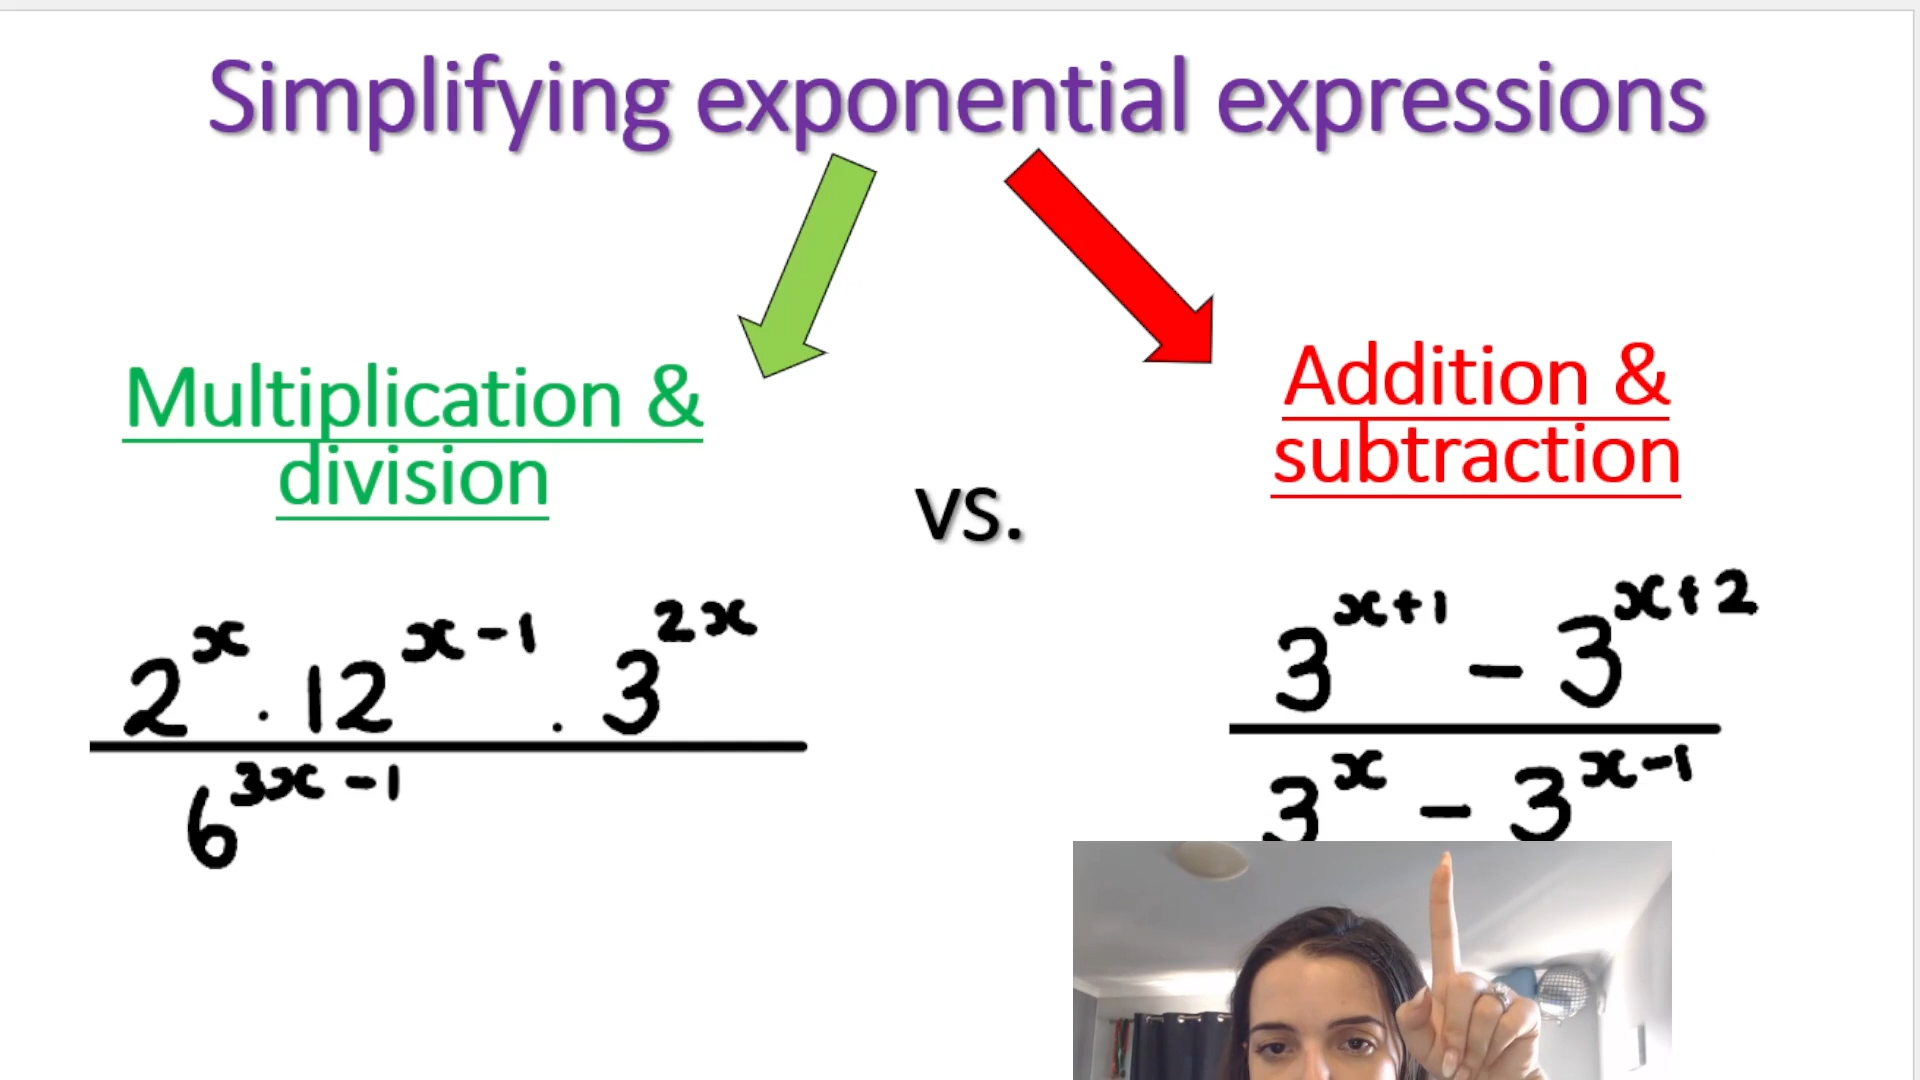 Simplifying exponential expressions
Multiplication &
division
vs.
Addition &
subtraction
2^x . 12^(x-1) . 3^(2x)
6^(3x-1)
3^(x+1) - 3^(x+2)
3^x - 3^(x-1)